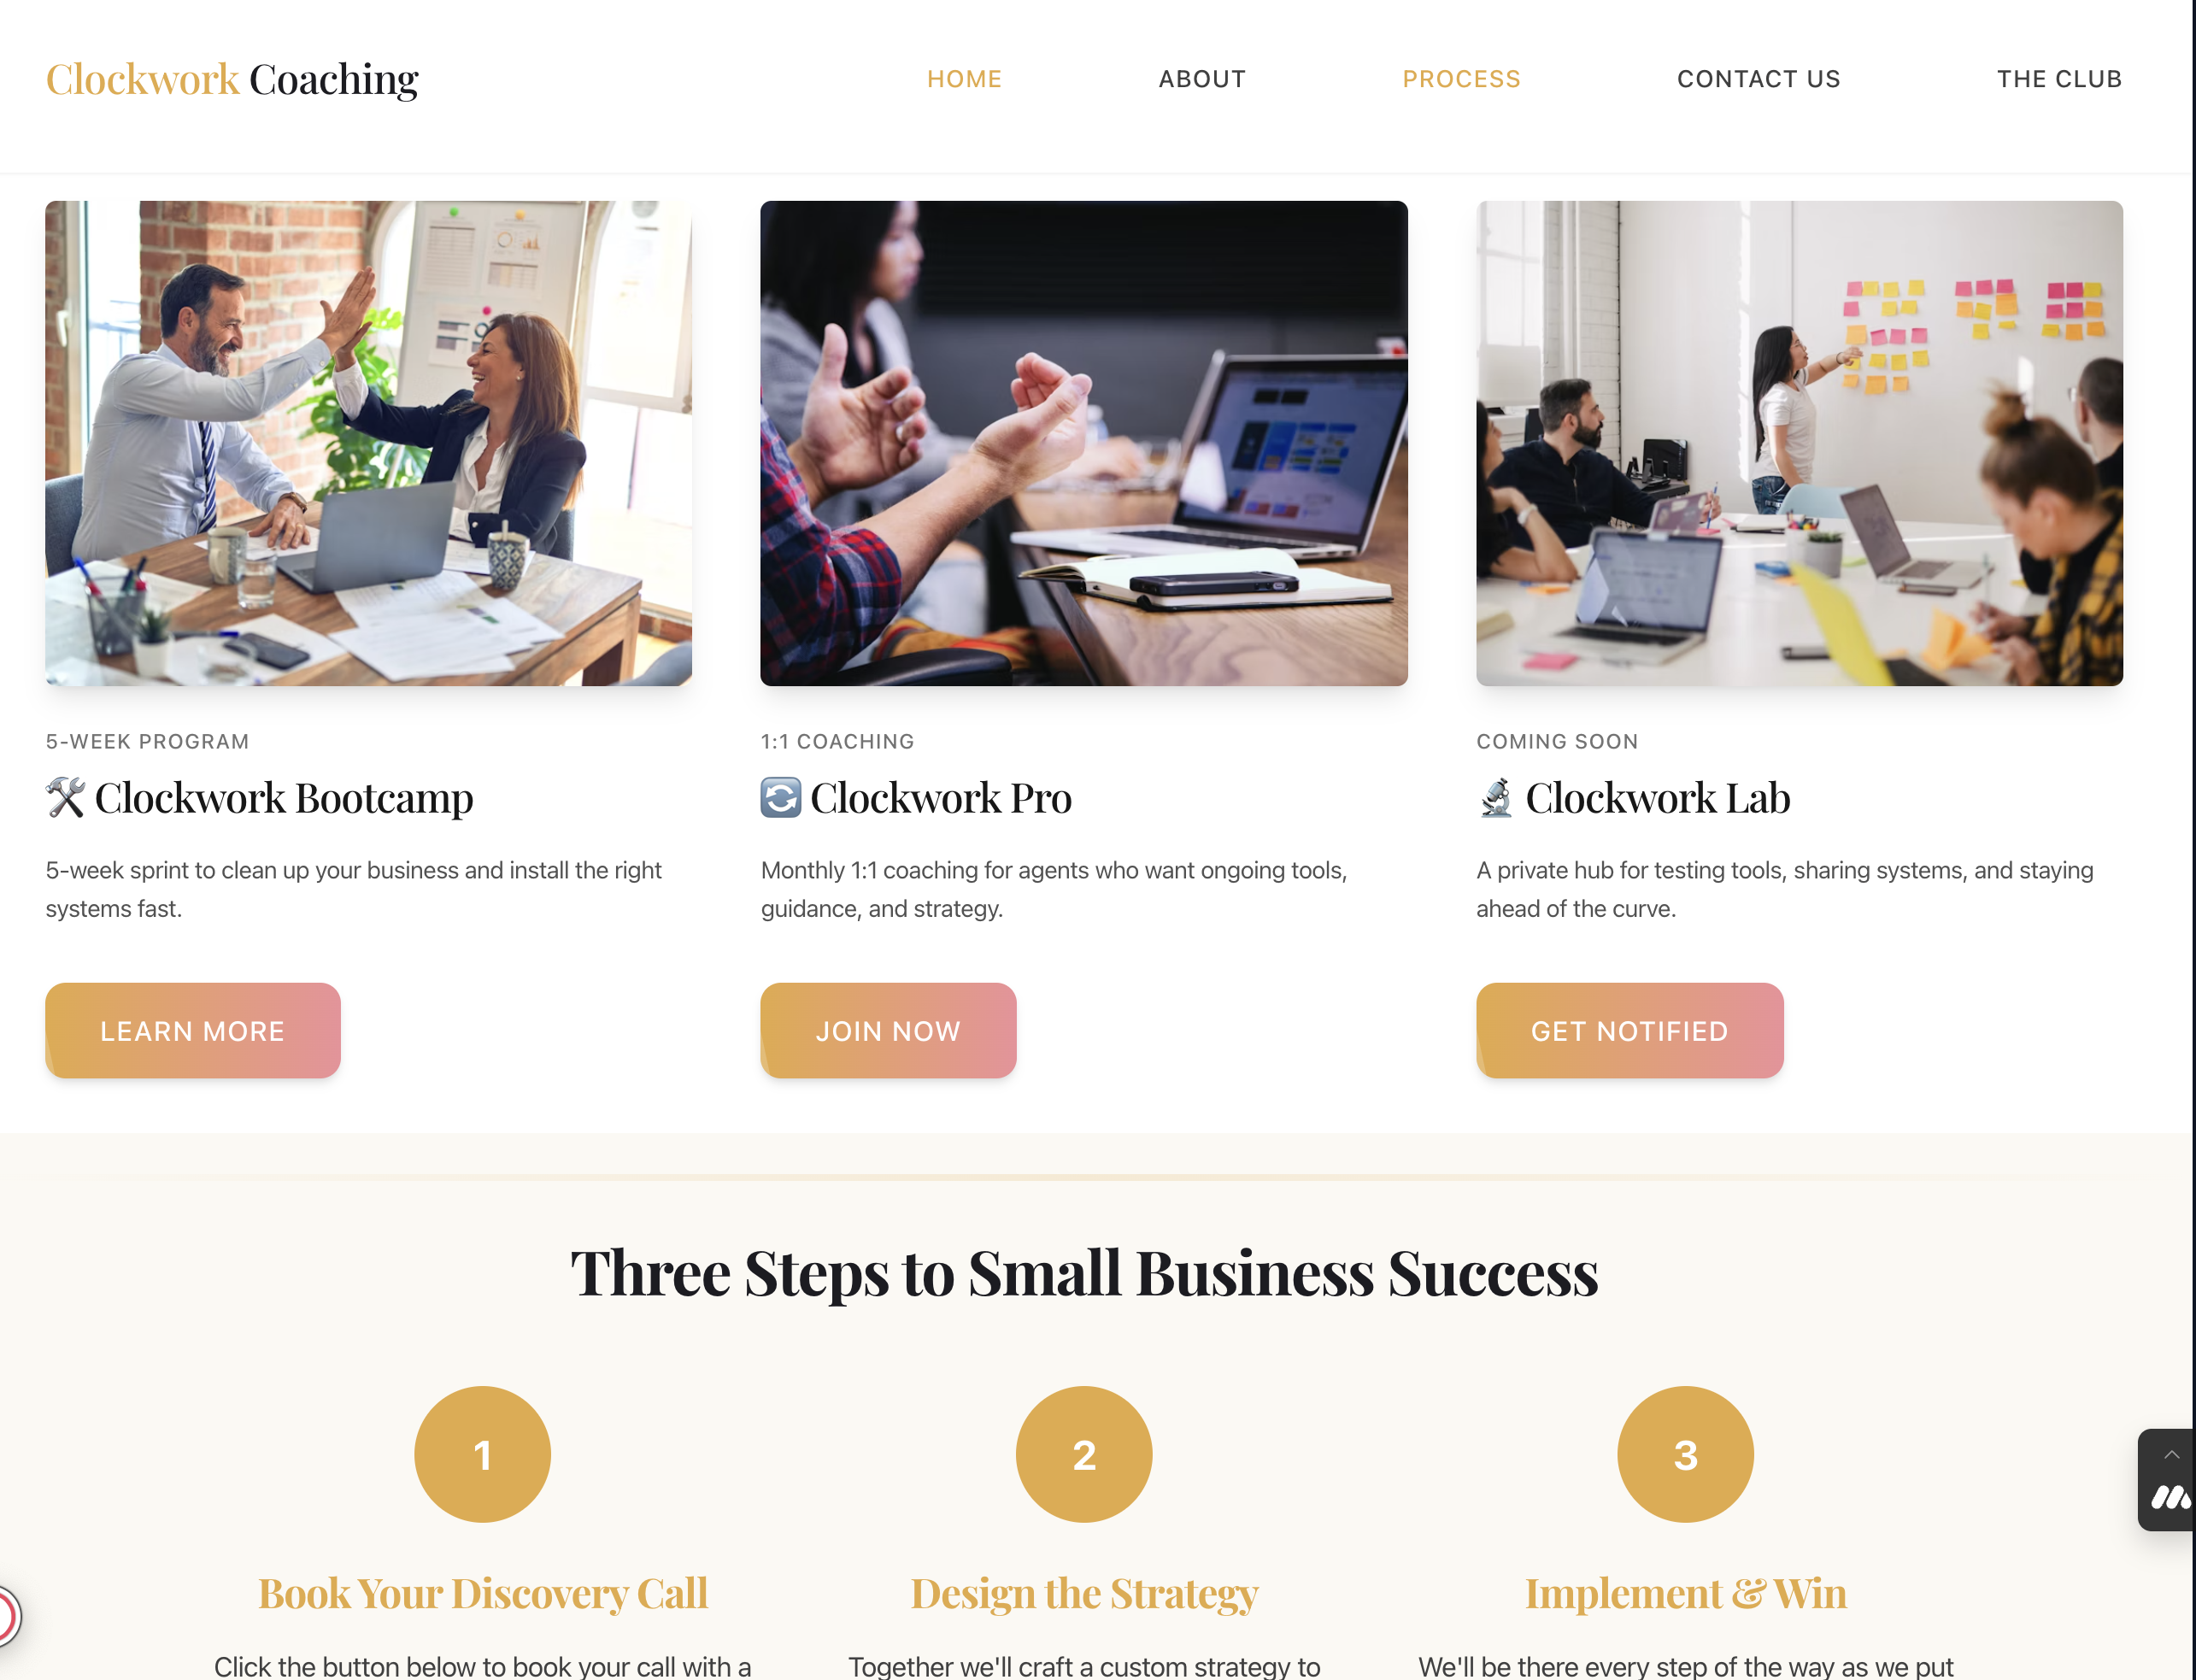 Clockwork Coaching
HOME
ABOUT
PROCESS
CONTACT US
THE CLUB
5-WEEK PROGRAM
🛠️ Clockwork Bootcamp
5-week sprint to clean up your business and install the right
systems fast.
LEARN MORE
1:1 COACHING
🔄 Clockwork Pro
Monthly 1:1 coaching for agents who want ongoing tools,
guidance, and strategy.
JOIN NOW
COMING SOON
🔬 Clockwork Lab
A private hub for testing tools, sharing systems, and staying
ahead of the curve.
GET NOTIFIED
Three Steps to Small Business Success
1
Book Your Discovery Call
Click the button below to book your call with a
2
Design the Strategy
Together we'll craft a custom strategy to
3
Implement & Win
We'll be there every step of the way as we put